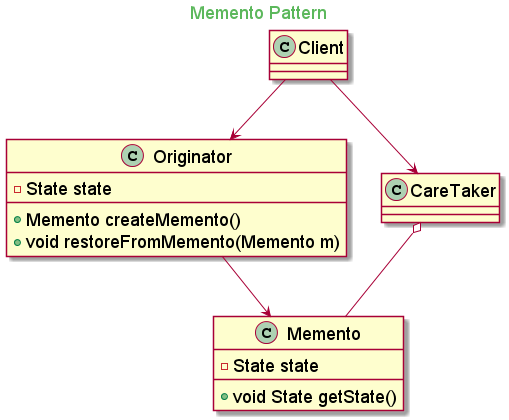 Memento Pattern
C Client
C Originator
State state
Memento createMemento()
void restoreFromMemento(Memento m)
C CareTaker
C Memento
State state
void State getState()